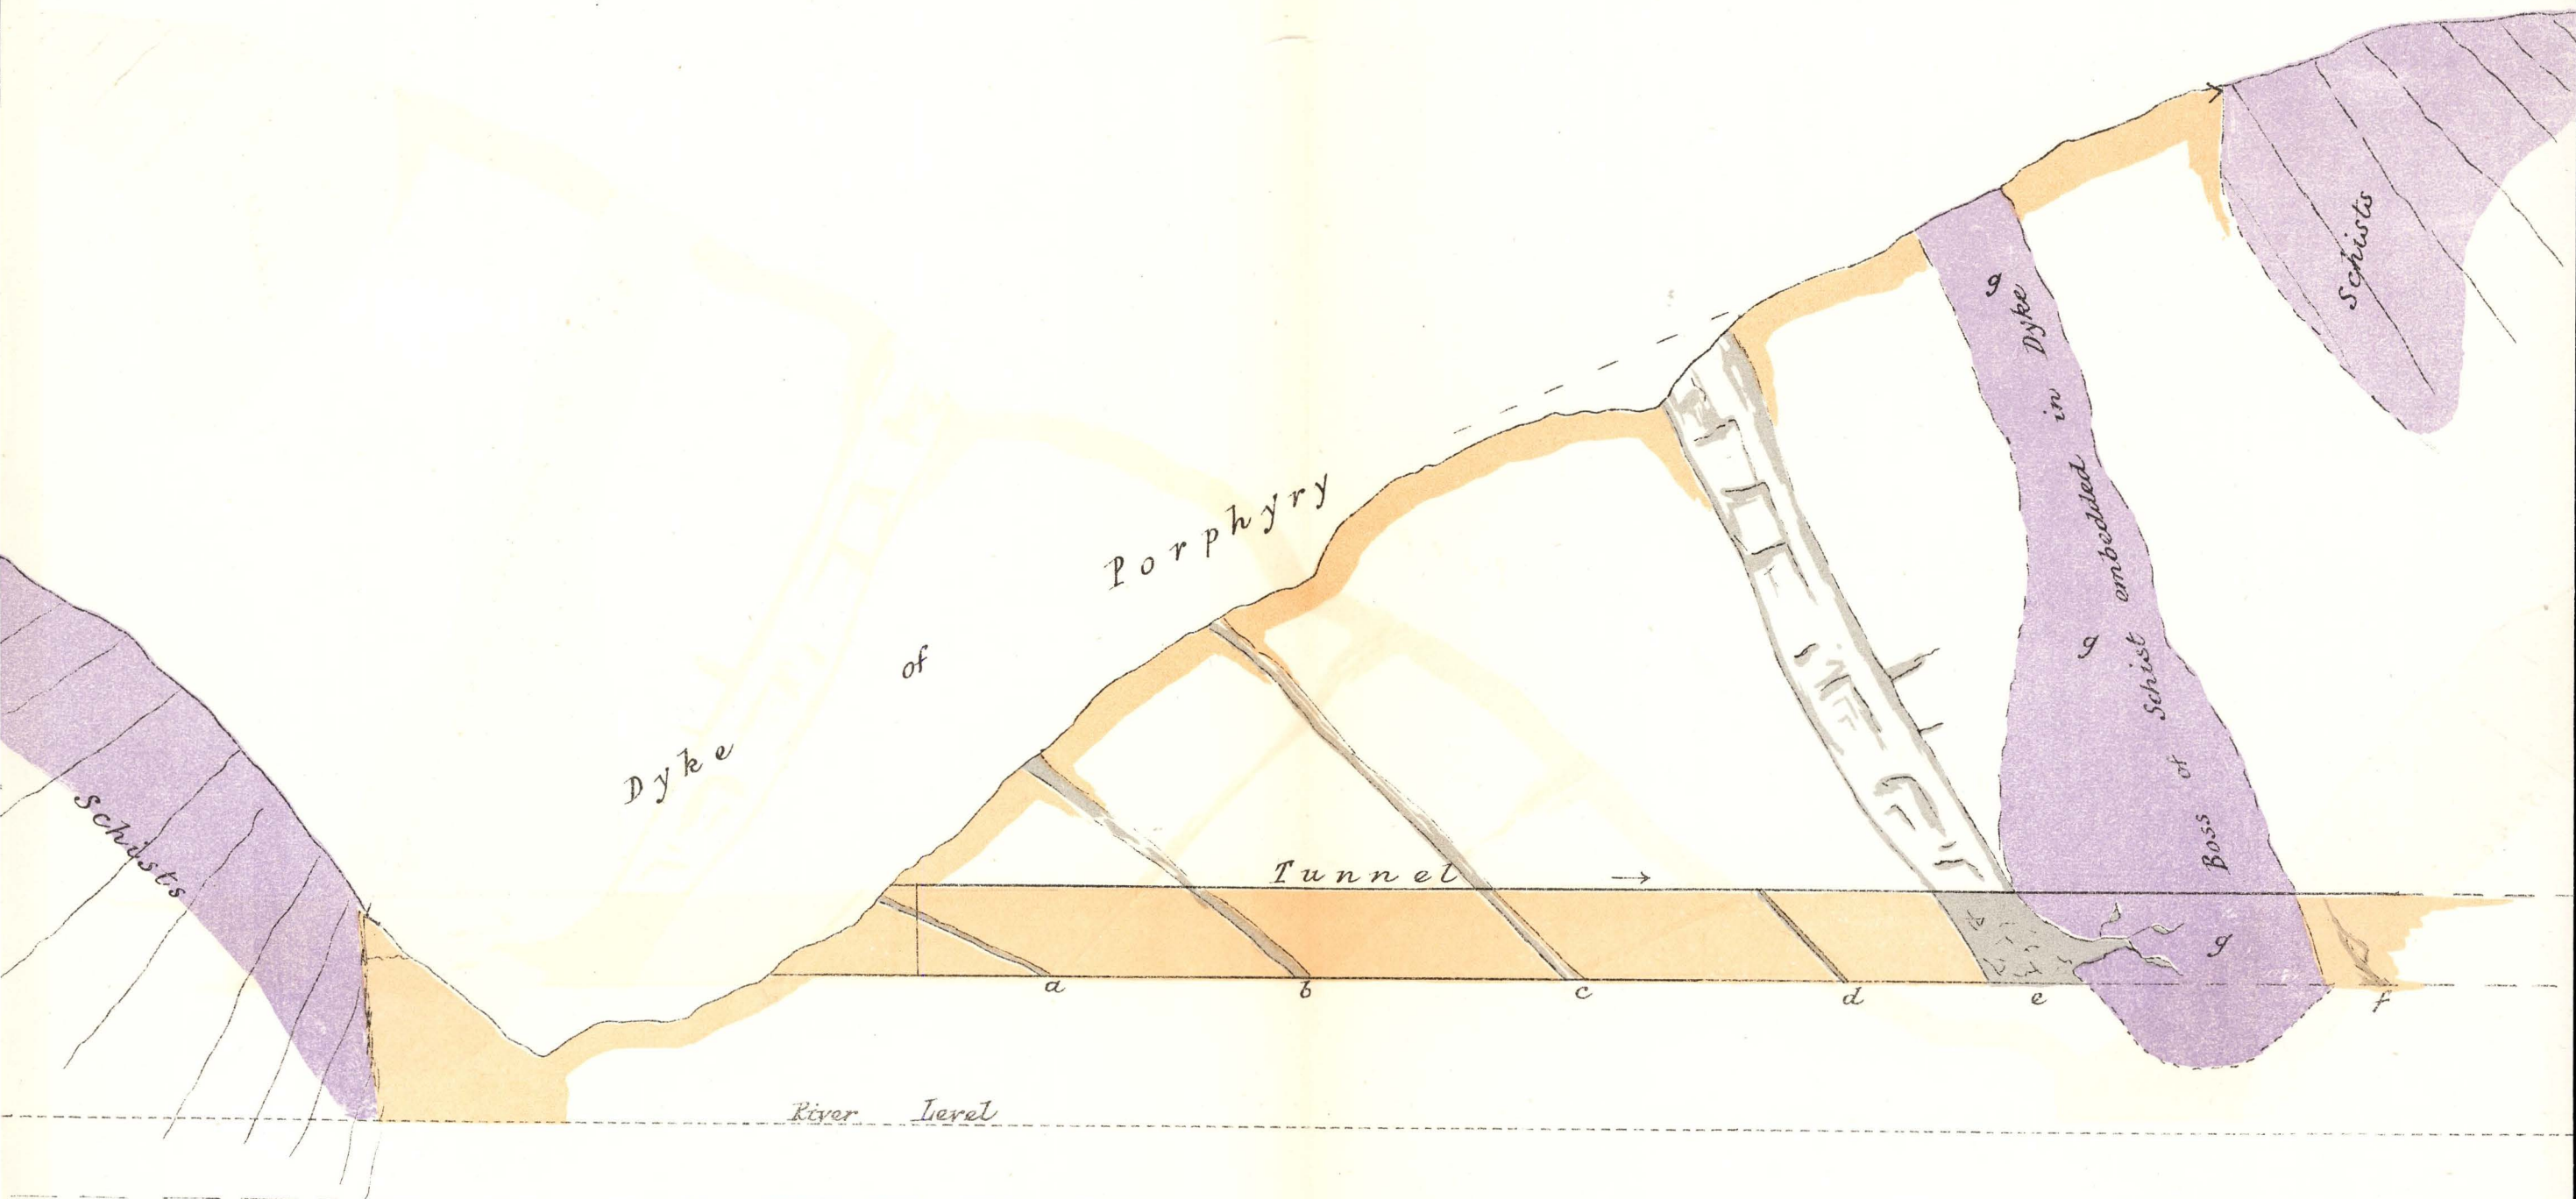 Schists
Dyke of Porphyry
Tunnel
River Level
a b c d e f
g
g
g
Boss of Schist embedded in Dyke
Schists